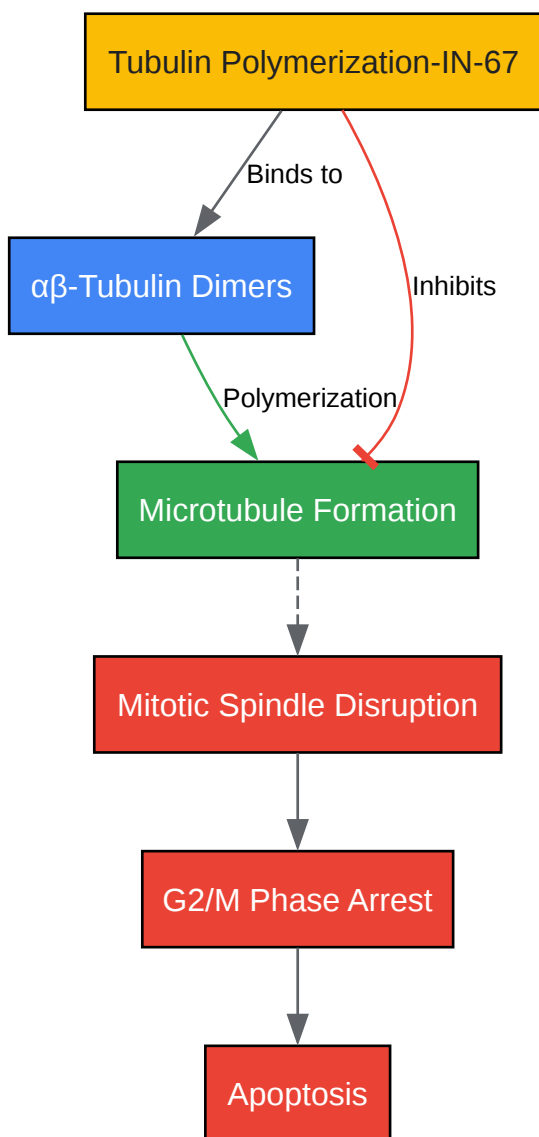 Tubulin Polymerization-IN-67
Binds to
αβ-Tubulin Dimers
Inhibits
Polymerization
Microtubule Formation
Mitotic Spindle Disruption
G2/M Phase Arrest
Apoptosis